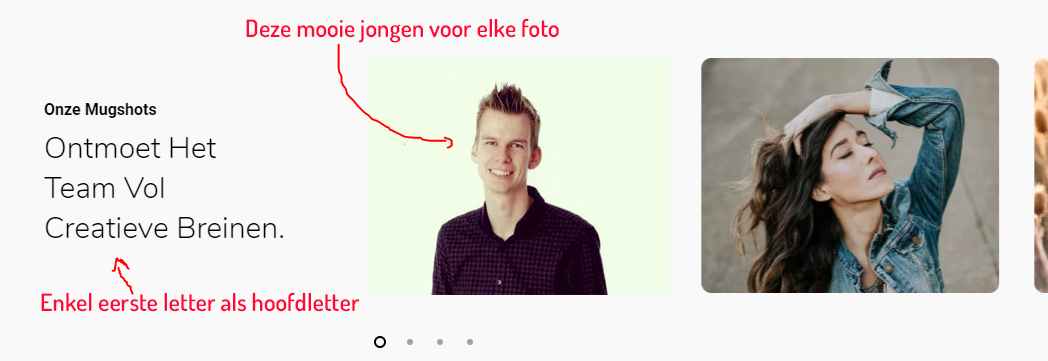 Deze mooie jongen voor elke foto
Onze Mugshots
Ontmoet Het
Team Vol
Creatieve Breinen.
Enkel eerste letter als hoofdletter